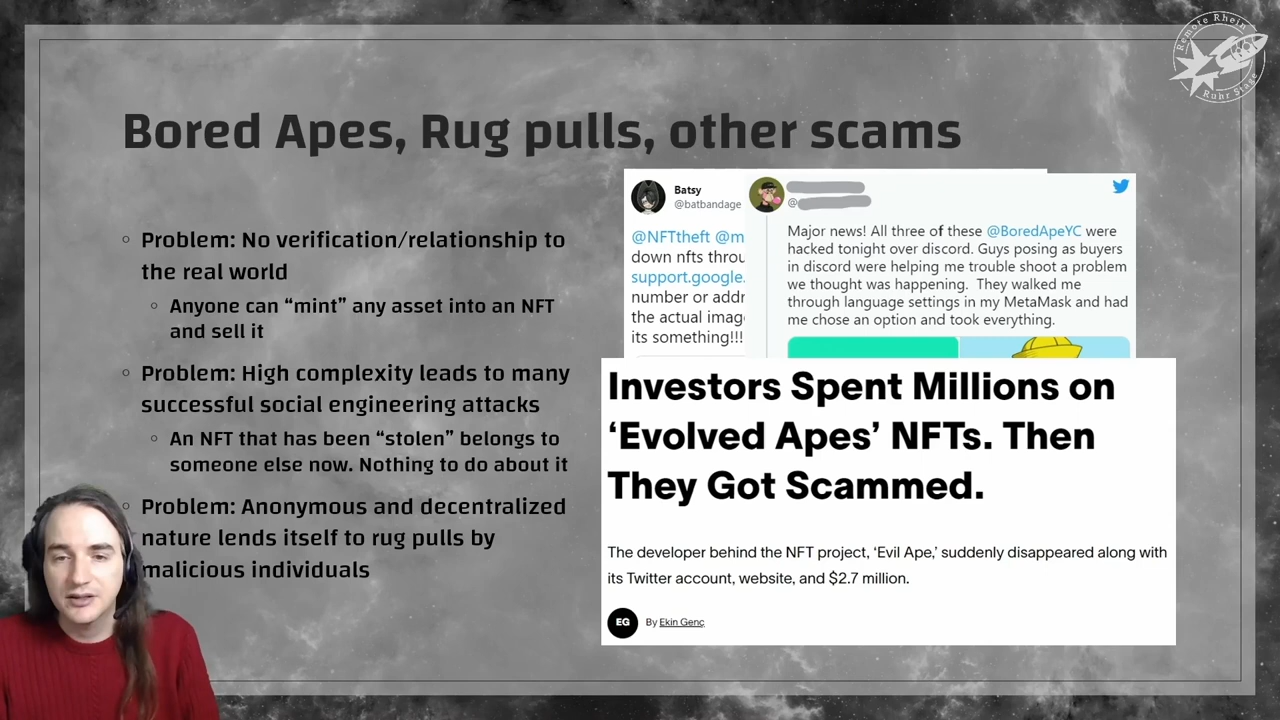 Remote Rhein
Ruhr Stage
Bored Apes, Rug pulls, other scams
Problem: No verification/relationship to
the real world
Anyone can “mint” any asset into an NFT
and sell it
Problem: High complexity leads to many
successful social engineering attacks
An NFT that has been “stolen” belongs to
someone else now. Nothing to do about it
Problem: Anonymous and decentralized
nature lends itself to rug pulls by
malicious individuals
Batsy
@batbandage
@NFTtheft @m
down nfts throu
support.google.
number or addr
the actual imag
its something!!!
@
Major news! All three of these @BoredApeYC were
hacked tonight over discord. Guys posing as buyers
in discord were helping me trouble shoot a problem
we thought was happening. They walked me
through language settings in my MetaMask and had
me chose an option and took everything.
Investors Spent Millions on
‘Evolved Apes’ NFTs. Then
They Got Scammed.
The developer behind the NFT project, ‘Evil Ape,’ suddenly disappeared along with
its Twitter account, website, and $2.7 million.
EG
By Ekin Genç